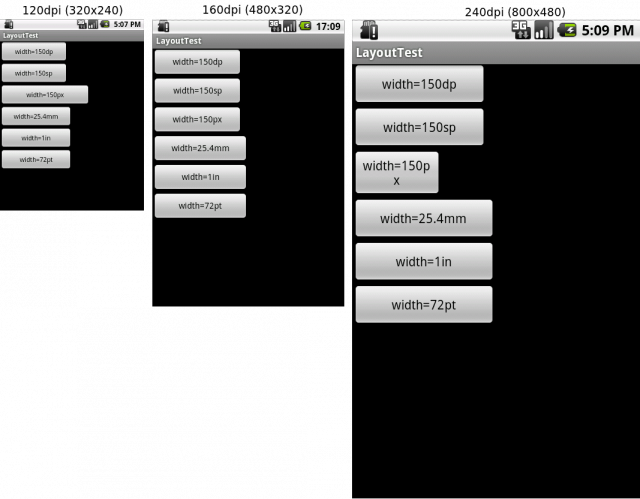 120dpi (320x240)
5:07 PM
LayoutTest
width=150dp
width=150sp
width=150px
width=25.4mm
width=1in
width=72pt
160dpi (480x320)
3G
17:09
LayoutTest
width=150dp
width=150sp
width=150px
width=25.4mm
width=1in
width=72pt
240dpi (800x480)
3G
5:09 PM
LayoutTest
width=150dp
width=150sp
width=150p
x
width=25.4mm
width=1in
width=72pt